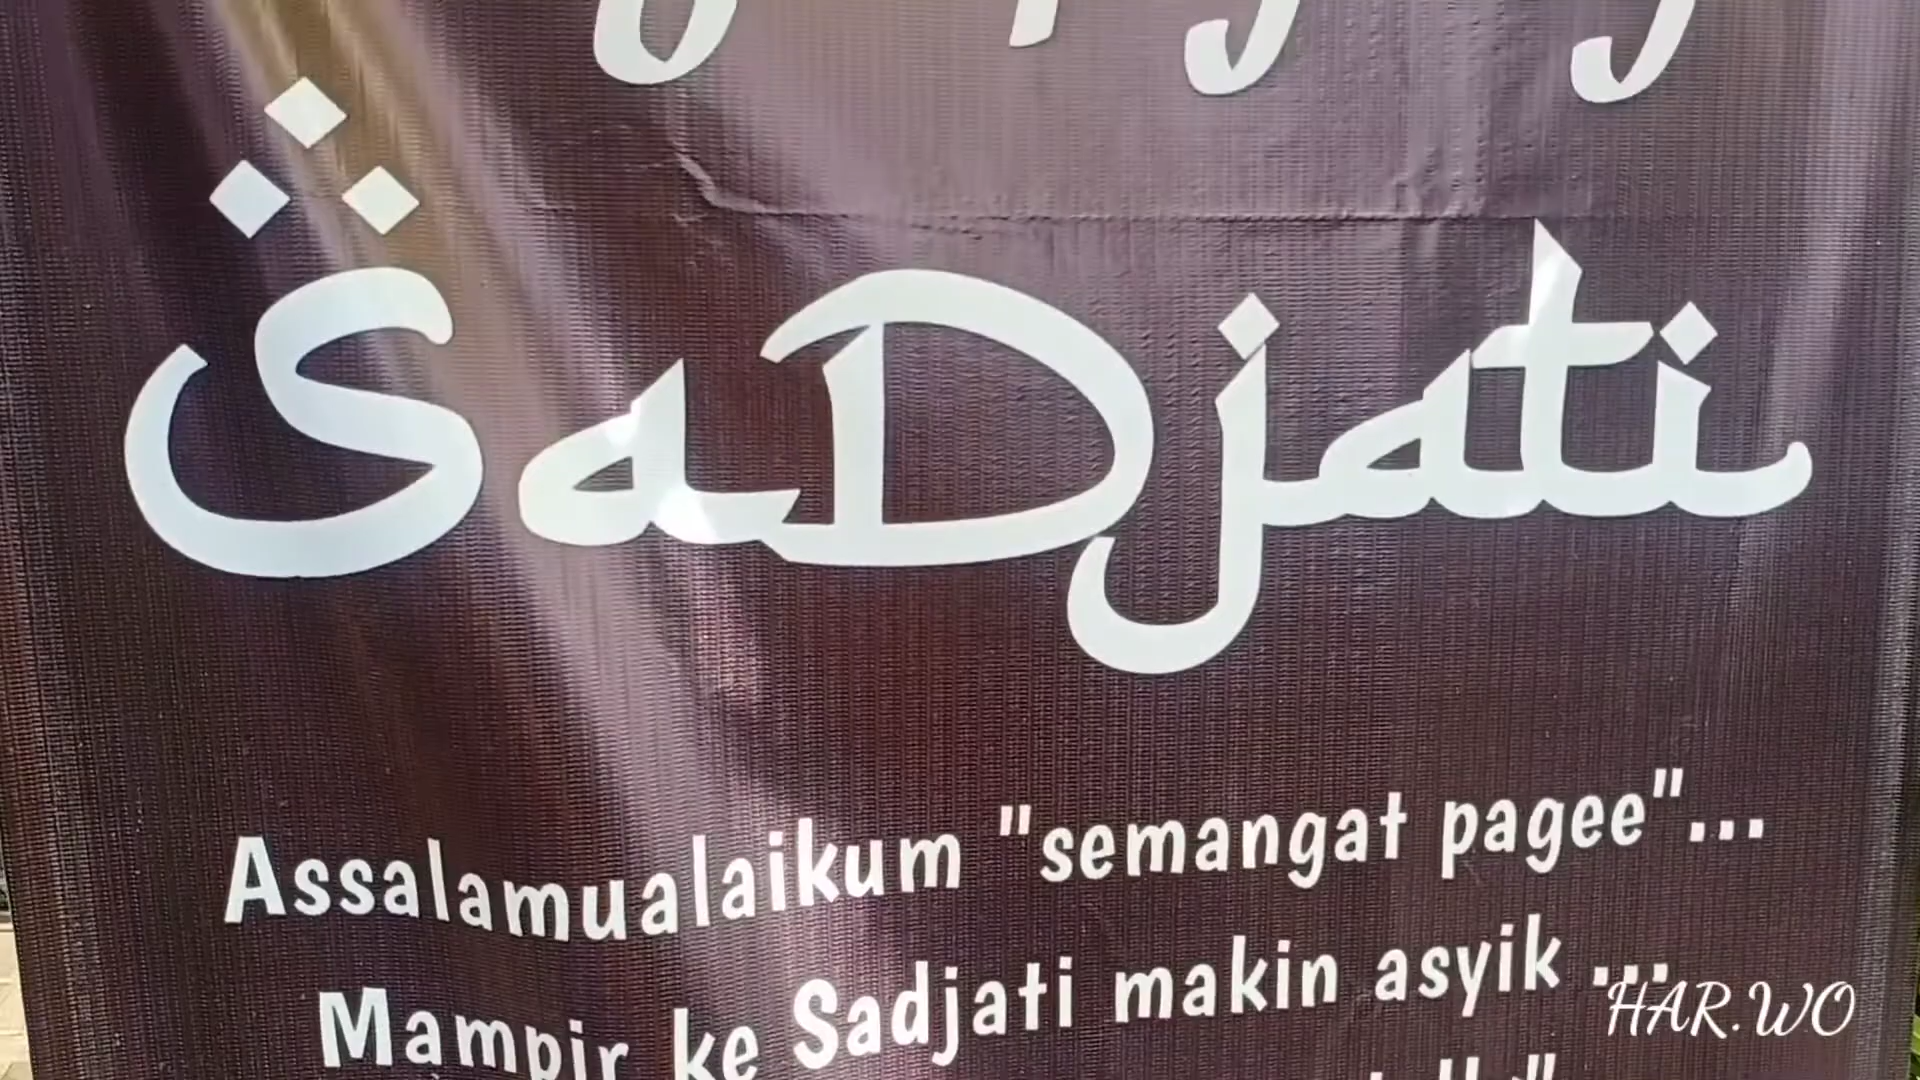 SaDjati
Assalamualaikum "semangat pagee"...
Mampir ke Sadjati makin asyik ...
HAR.WO